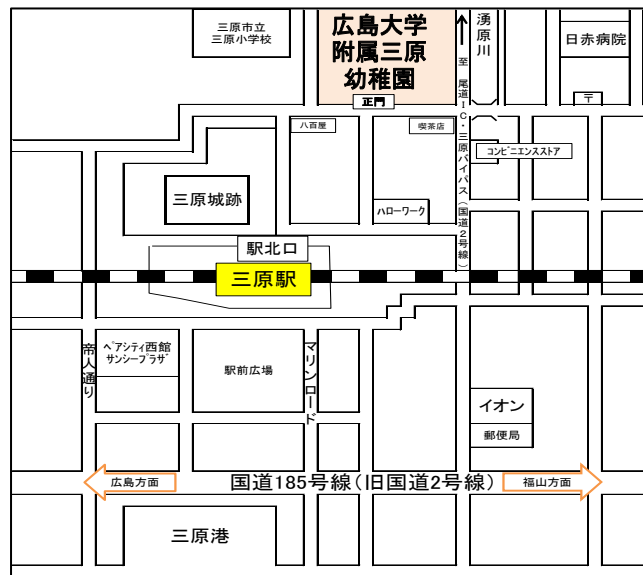 三原市立
三原小学校
広島大学
附属三原
幼稚園
正門
至 尾道IC・三原バイパス(国道2号線)
湧原川
日赤病院
〒
八百屋
喫茶店
コンビニエンスストア
三原城跡
ハローワーク
駅北口
三原駅
帝人通り
ペアシティ西館
サンシープラザ
駅前広場
マリンロード
イオン
郵便局
広島方面
国道185号線(旧国道2号線)
福山方面
三原港